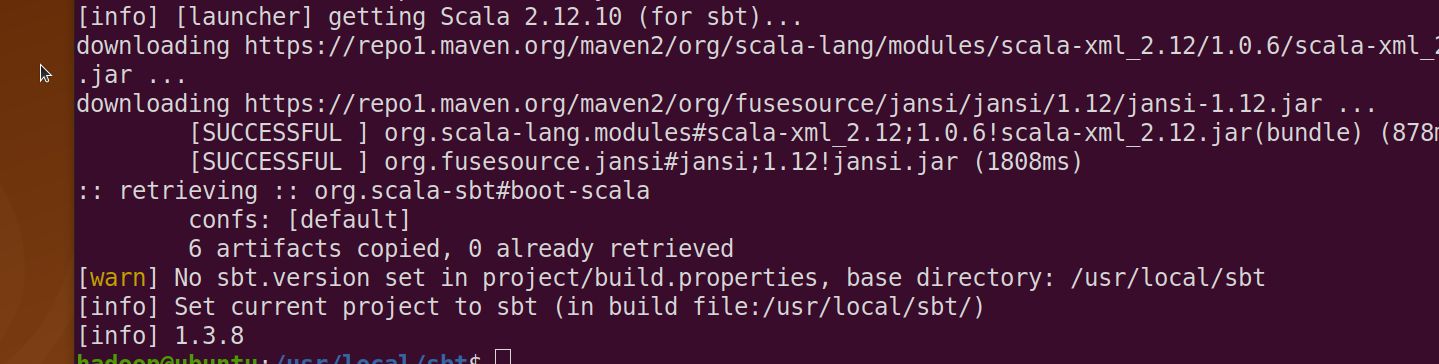 [info] [launcher] getting Scala 2.12.10 (for sbt)...
downloading https://repo1.maven.org/maven2/org/scala-lang/modules/scala-xml_2.12/1.0.6/scala-xml_2
.jar ...
downloading https://repo1.maven.org/maven2/org/fusesource/jansi/jansi/1.12/jansi-1.12.jar ...
[SUCCESSFUL ] org.scala-lang.modules#scala-xml_2.12;1.0.6!scala-xml_2.12.jar(bundle) (878m
[SUCCESSFUL ] org.fusesource.jansi#jansi;1.12!jansi.jar (1808ms)
:: retrieving :: org.scala-sbt#boot-scala
confs: [default]
6 artifacts copied, 0 already retrieved
[warn] No sbt.version set in project/build.properties, base directory: /usr/local/sbt
[info] Set current project to sbt (in build file:/usr/local/sbt/)
[info] 1.3.8
hadoop@ubuntu:/usr/local/sbt$